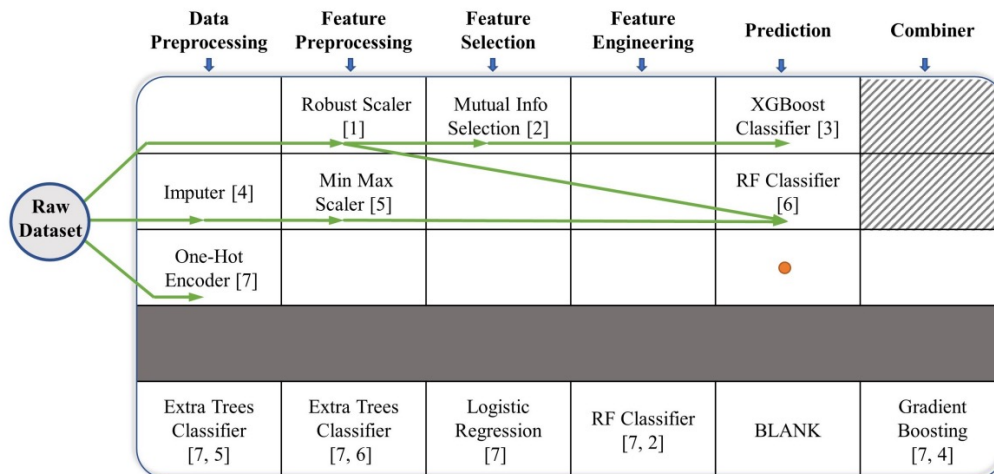 Data
Preprocessing
Feature
Preprocessing
Feature
Selection
Feature
Engineering
Prediction
Combiner
Robust Scaler
[1]
Mutual Info
Selection [2]
XGBoost
Classifier [3]
Raw
Dataset
Imputer [4]
Min Max
Scaler [5]
RF Classifier
[6]
One-Hot
Encoder [7]
Extra Trees
Classifier
[7, 5]
Extra Trees
Classifier
[7, 6]
Logistic
Regression
[7]
RF Classifier
[7, 2]
BLANK
Gradient
Boosting
[7, 4]